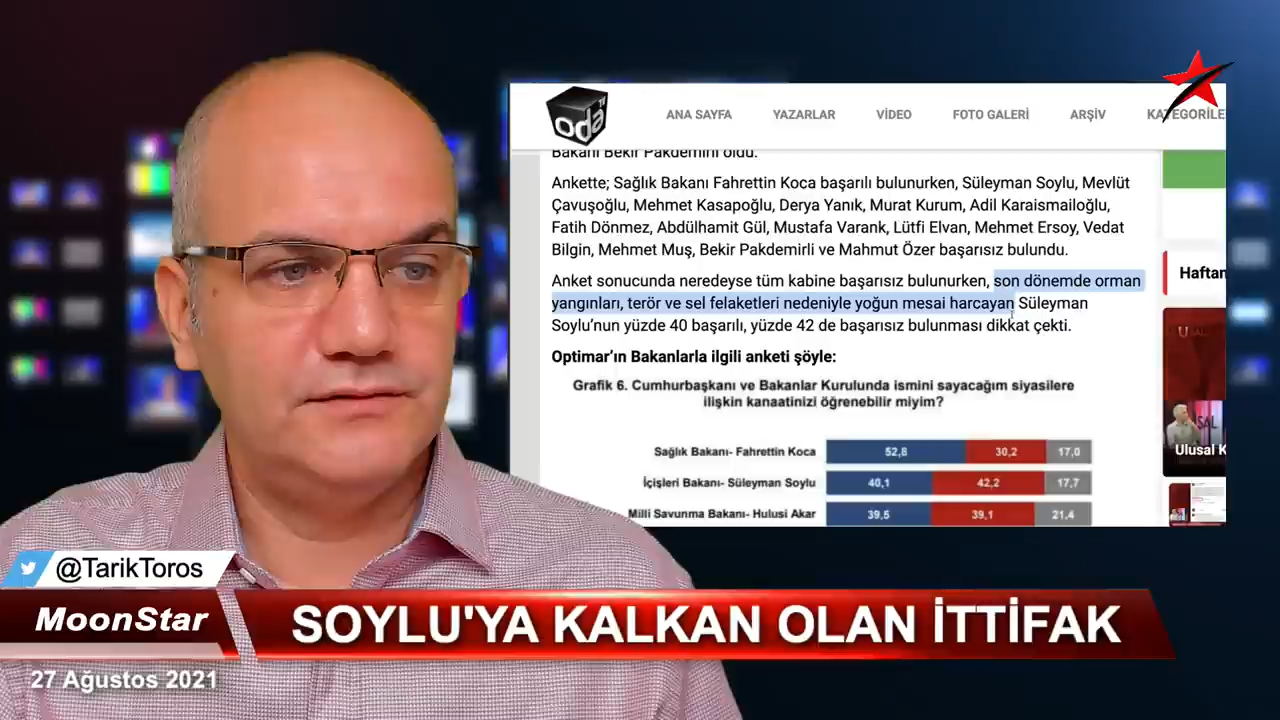 oda
TV
ANA SAYFA
YAZARLAR
VİDEO
FOTO GALERİ
ARŞİV
KATEGORİLE
Bakanı Bekir Pakdemirli oldu.
Ankette; Sağlık Bakanı Fahrettin Koca başarılı bulunurken, Süleyman Soylu, Mevlüt
Çavuşoğlu, Mehmet Kasapoğlu, Derya Yanık, Murat Kurum, Adil Karaismailoğlu,
Fatih Dönmez, Abdülhamit Gül, Mustafa Varank, Lütfi Elvan, Mehmet Ersoy, Vedat
Bilgin, Mehmet Muş, Bekir Pakdemirli ve Mahmut Özer başarısız bulundu.
Anket sonucunda neredeyse tüm kabine başarısız bulunurken, son dönemde orman
yangınları, terör ve sel felaketleri nedeniyle yoğun mesai harcayan Süleyman
Soylu’nun yüzde 40 başarılı, yüzde 42 de başarısız bulunması dikkat çekti.
Optimar’ın Bakanlarla ilgili anketi şöyle:
Grafik 6. Cumhurbaşkanı ve Bakanlar Kurulunda ismini sayacağım siyasilere
ilişkin kanaatinizi öğrenebilir miyim?
Sağlık Bakanı- Fahrettin Koca 52,8 30,2 17,0
İçişleri Bakanı- Süleyman Soylu 40,1 42,2 17,7
Milli Savunma Bakanı- Hulusi Akar 39,5 39,1 21,4
Haftan
Ulusal K
@TarikToros
MoonStar
SOYLU'YA KALKAN OLAN İTTİFAK
27 Ağustos 2021